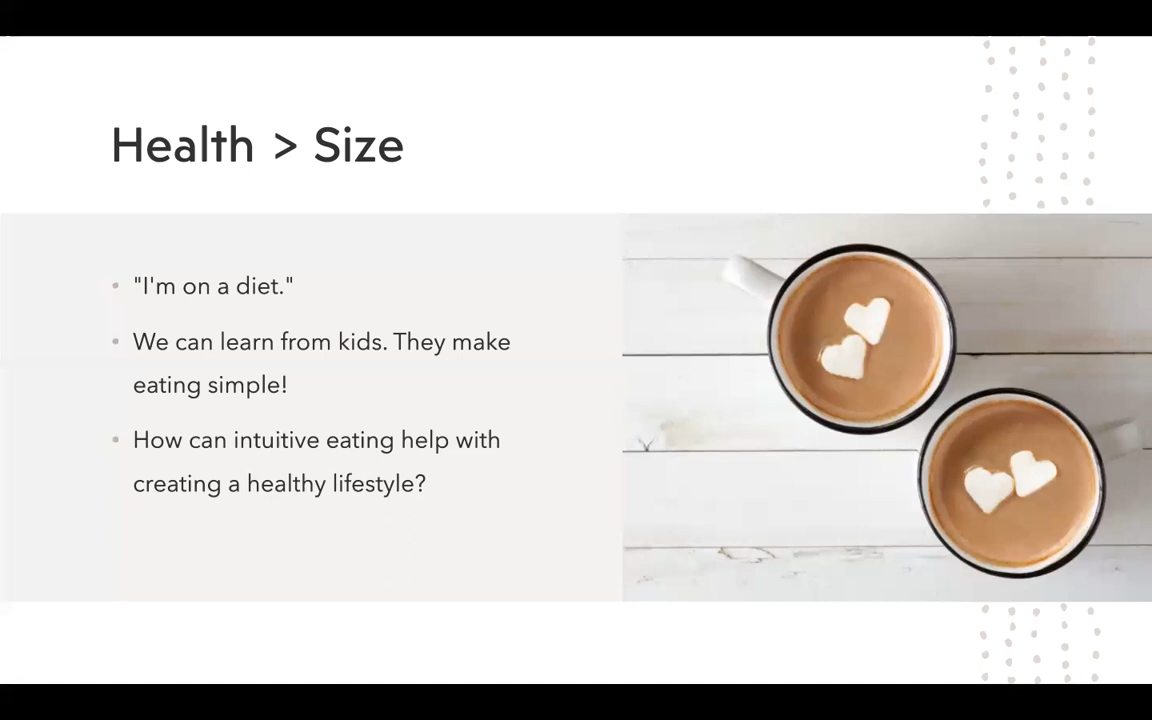 Health > Size
• "I'm on a diet."
• We can learn from kids. They make
eating simple!
• How can intuitive eating help with
creating a healthy lifestyle?